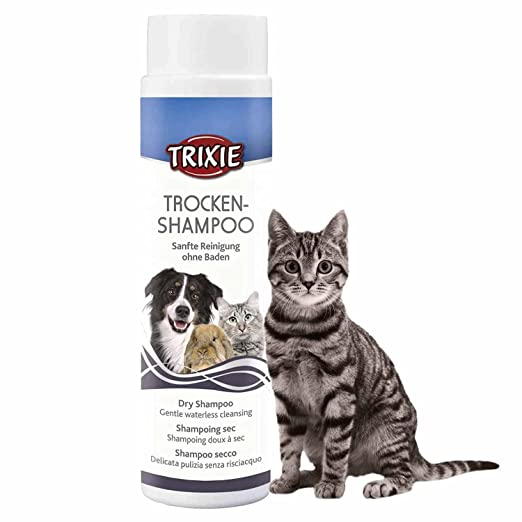 TRIXIE
TROCKEN-
SHAMPOO
Sanfte Reinigung
ohne Baden
Dry Shampoo
Gentle waterless cleansing
Shampoing sec
Shampoing doux à sec
Shampoo secco
Delicata pulizia senza risciacquo